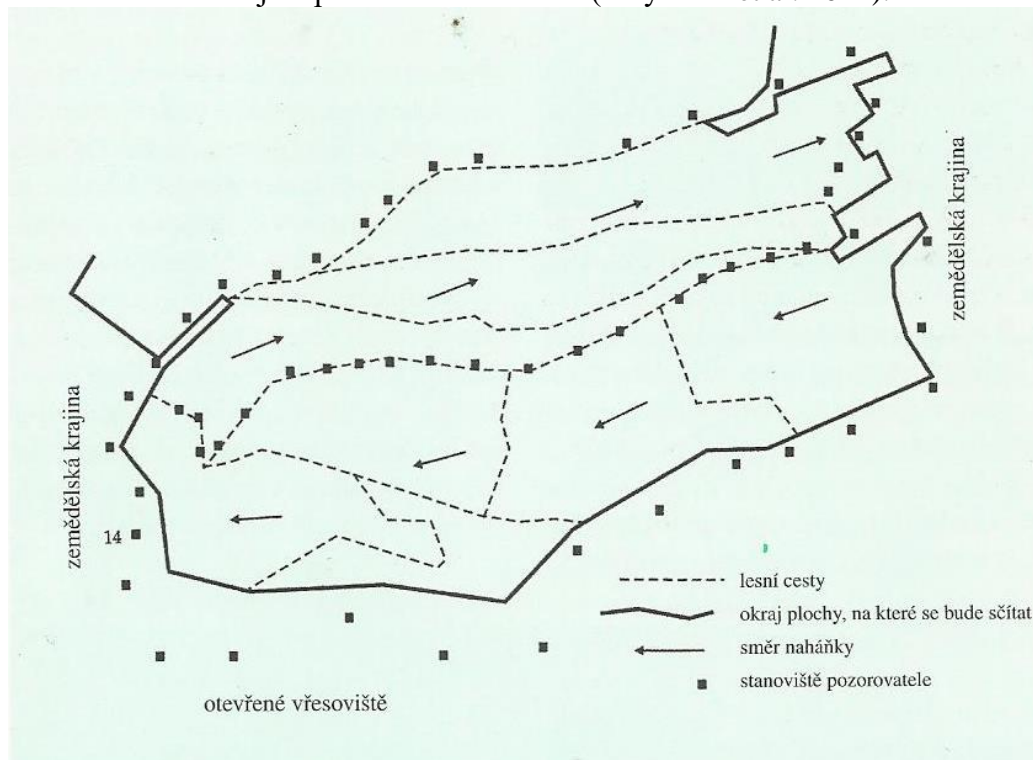 zemědělská krajina
zemědělská krajina
14
lesní cesty
okraj plochy, na které se bude sčítat
směr naháňky
stanoviště pozorovatele
otevřené vřesoviště